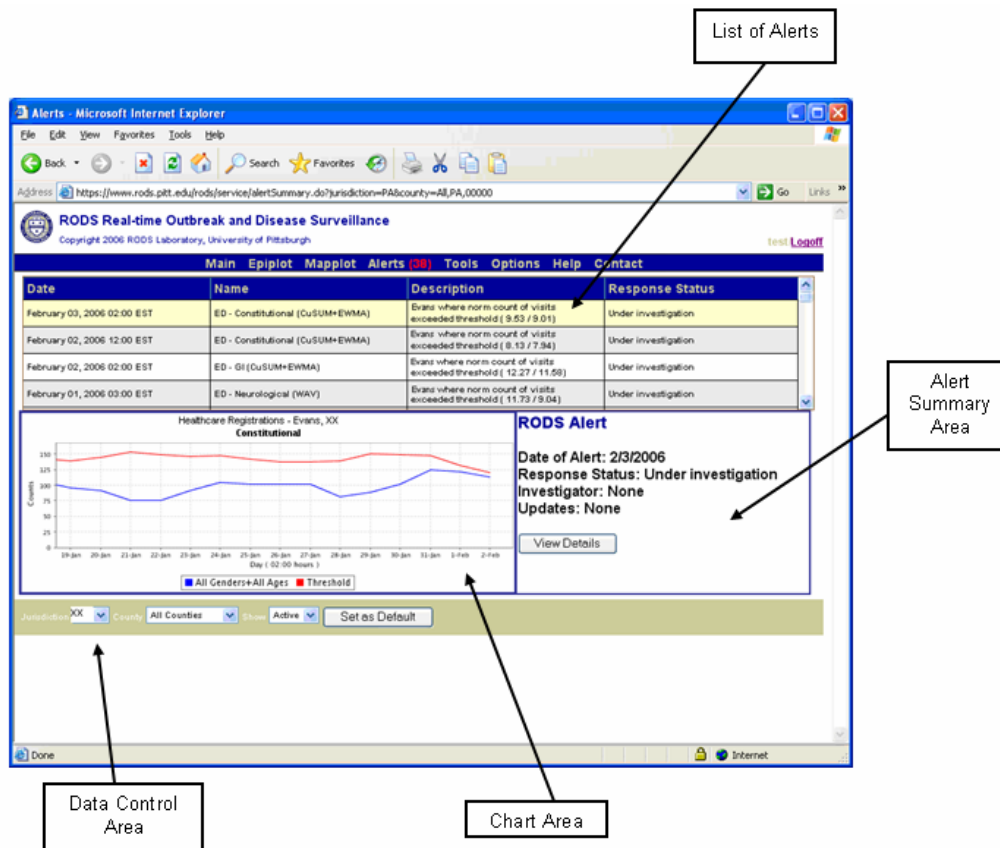 List of Alerts
Alerts - Microsoft Internet Explorer
File Edit View Favorites Tools Help
Back Search Favorites
Address https://www.rods.pitt.edu/rods/service/alertSummary.do?jurisdiction=PA&county=All,PA,00000 Go Links »
RODS Real-time Outbreak and Disease Surveillance
Copyright 2006 RODS Laboratory, University of Pittsburgh
test Logoff
Main Epiplot Mapplot Alerts (38) Tools Options Help Contact
Date Name Description Response Status
February 03, 2006 02:00 EST ED - Constitutional (CuSUM+EWMA) Evans where norm count of visits exceeded threshold ( 9.53 / 9.01) Under investigation
February 02, 2006 12:00 EST ED - Constitutional (CuSUM+EWMA) Evans where norm count of visits exceeded threshold ( 8.13 / 7.94) Under investigation
February 02, 2006 02:00 EST ED - GI (CuSUM+EWMA) Evans where norm count of visits exceeded threshold ( 12.27 / 11.58) Under investigation
February 01, 2006 03:00 EST ED - Neurological (WAV) Evans where norm count of visits exceeded threshold ( 11.73 / 9.04) Under investigation
Alert
Summary
Area
Healthcare Registrations - Evans, XX
Constitutional
Counts
150
100
75
50
25
0
19-Jan 20-Jan 21-Jan 22-Jan 23-Jan 24-Jan 25-Jan 26-Jan 27-Jan 28-Jan 29-Jan 30-Jan 31-Jan 1-Feb 2-Feb
Day ( 02:00 hours )
All Genders+All Ages Threshold
RODS Alert
Date of Alert: 2/3/2006
Response Status: Under investigation
Investigator: None
Updates: None
View Details
Jurisdiction XX County All Counties Show Active Set as Default
Done Internet
Data Control
Area
Chart Area